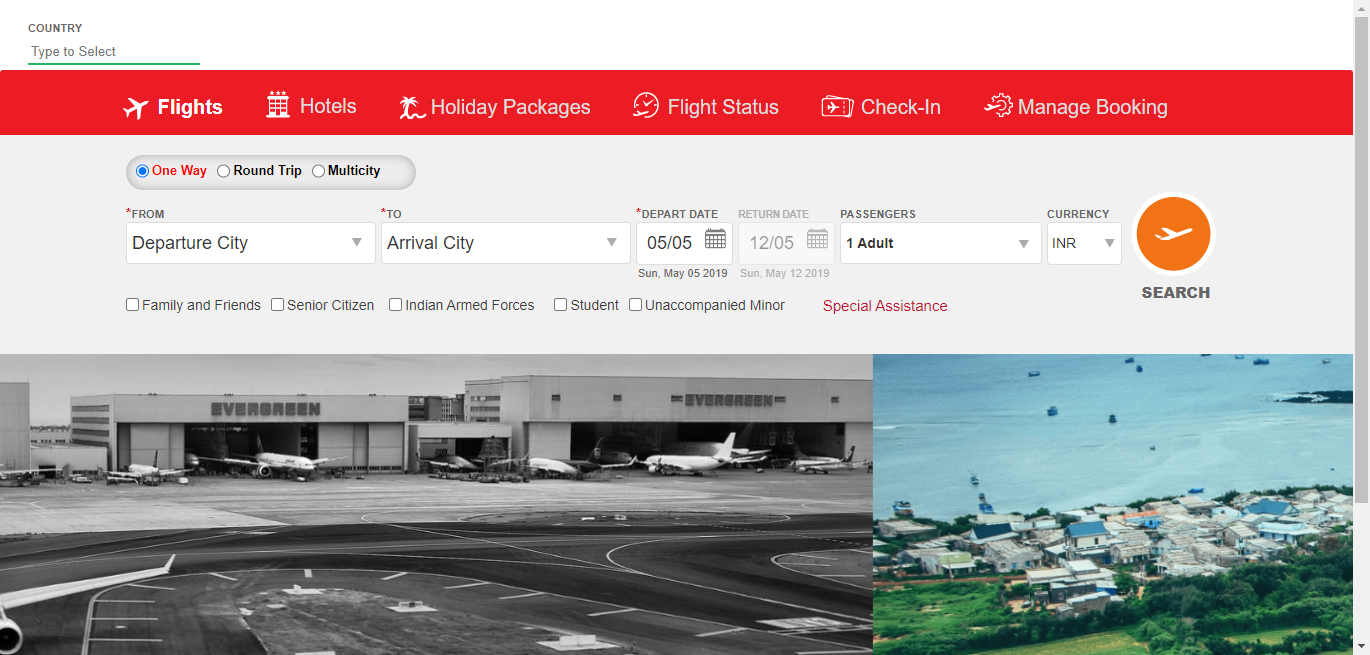 COUNTRY
Type to Select
Flights
Hotels
Holiday Packages
Flight Status
Check-In
Manage Booking
One Way
Round Trip
Multicity
*FROM
*TO
*DEPART DATE
RETURN DATE
PASSENGERS
CURRENCY
Departure City
Arrival City
05/05
12/05
1 Adult
INR
Sun, May 05 2019
Sun, May 12 2019
SEARCH
Family and Friends
Senior Citizen
Indian Armed Forces
Student
Unaccompanied Minor
Special Assistance
EVERGREEN
EVERGREEN